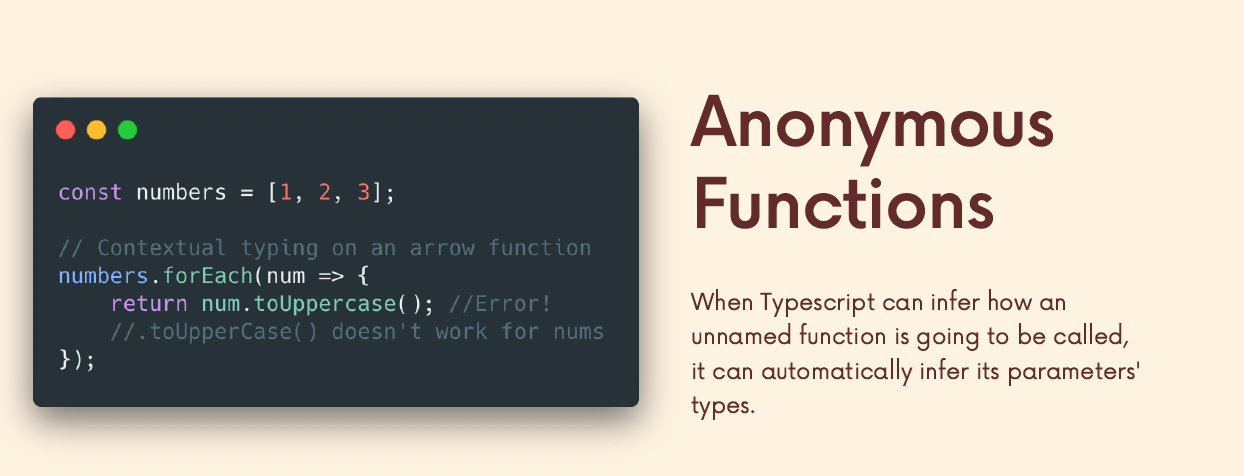 const numbers = [1, 2, 3];
// Contextual typing on an arrow function
numbers.forEach(num => {
    return num.toUppercase(); //Error!
    //.toUpperCase() doesn't work for nums
});
Anonymous
Functions
When Typescript can infer how an
unnamed function is going to be called,
it can automatically infer its parameters'
types.